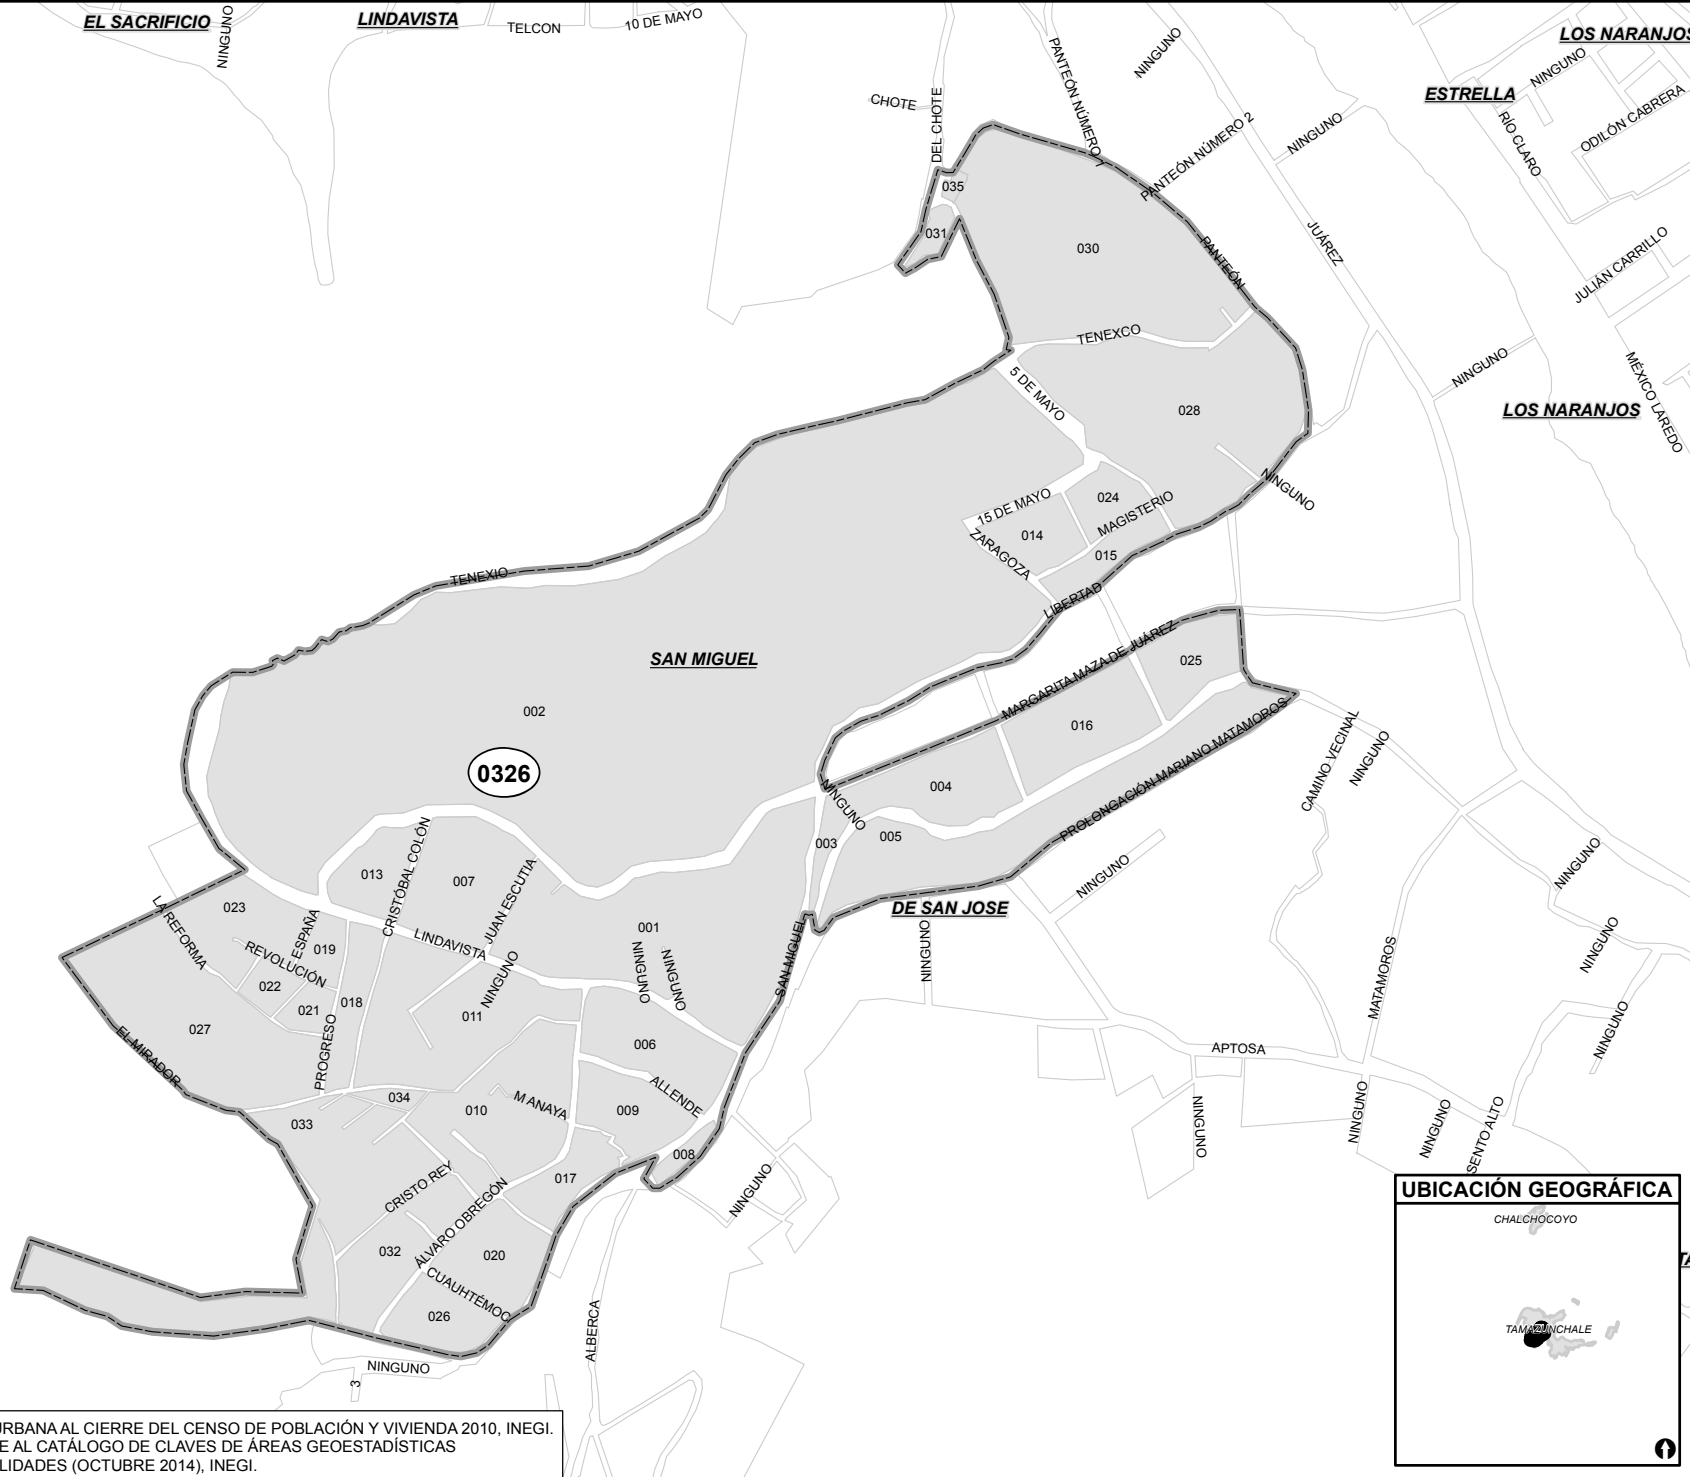 EL SACRIFICIO
NINGUNO
LINDAVISTA
TELCON
10 DE MAYO
PANTEÓN NÚMERO 1
NINGUNO
LOS NARANJOS
NINGUNO
ESTRELLA
RÍO CLARO
ODILÓN CABRERA
CHOTE
DEL CHOTE
PANTEÓN NÚMERO 2
NINGUNO
035
031
030
PANTEÓN
JUÁREZ
JULIÁN CARRILLO
TENEXCO
NINGUNO
MÉXICO LAREDO
5 DE MAYO
028
LOS NARANJOS
NINGUNO
15 DE MAYO
024
MAGISTERIO
014
ZARAGOZA
015
TENEXIO
LIBERTAD
SAN MIGUEL
MARGARITA MAZA DE JUÁREZ
025
002
016
0326
PROLONGACIÓN MARIANO MATAMOROS
CAMINO VECINAL
NINGUNO
004
NINGUNO
003
005
013
CRISTÓBAL COLÓN
007
JUAN ESCUTIA
NINGUNO
NINGUNO
023
LA REFORMA
ESPAÑA
019
REVOLUCIÓN
LINDAVISTA
NINGUNO
001
NINGUNO
NINGUNO
SAN MIGUEL
DE SAN JOSE
NINGUNO
MATAMOROS
NINGUNO
022
021
018
011
027
EL MIRADOR
PROGRESO
006
APTOSA
NINGUNO
034
010
M ANAYA
ALLENDE
009
033
008
NINGUNO
NINGUNO
NINGUNO
NINGUNO
SENTO ALTO
CRISTO REY
017
ÁLVARO OBREGÓN
032
020
CUAUHTÉMOC
026
ALBERCA
NINGUNO
3
UBICACIÓN GEOGRÁFICA
CHALCHOCOYO
TAMAZUNCHALE
URBANA AL CIERRE DEL CENSO DE POBLACIÓN Y VIVIENDA 2010, INEGI.
E AL CATÁLOGO DE CLAVES DE ÁREAS GEOESTADÍSTICAS
LIDADES (OCTUBRE 2014), INEGI.